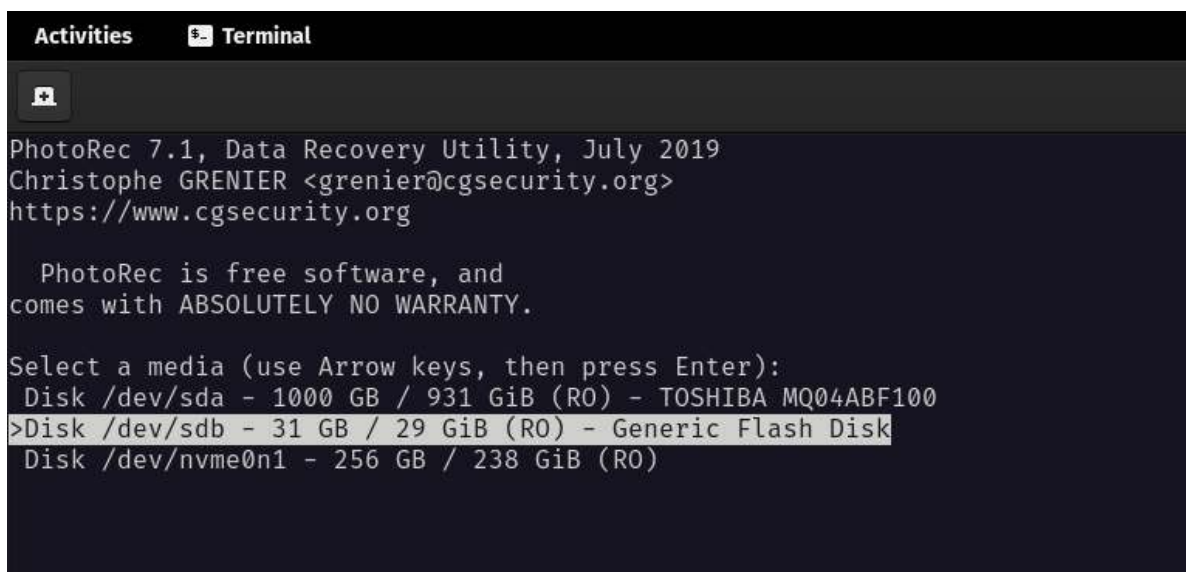 Activities Terminal
PhotoRec 7.1, Data Recovery Utility, July 2019
Christophe GRENIER <grenier@cgsecurity.org>
https://www.cgsecurity.org
PhotoRec is free software, and
comes with ABSOLUTELY NO WARRANTY.
Select a media (use Arrow keys, then press Enter):
Disk /dev/sda - 1000 GB / 931 GiB (RO) - TOSHIBA MQ04ABF100
>Disk /dev/sdb - 31 GB / 29 GiB (RO) - Generic Flash Disk
Disk /dev/nvme0n1 - 256 GB / 238 GiB (RO)